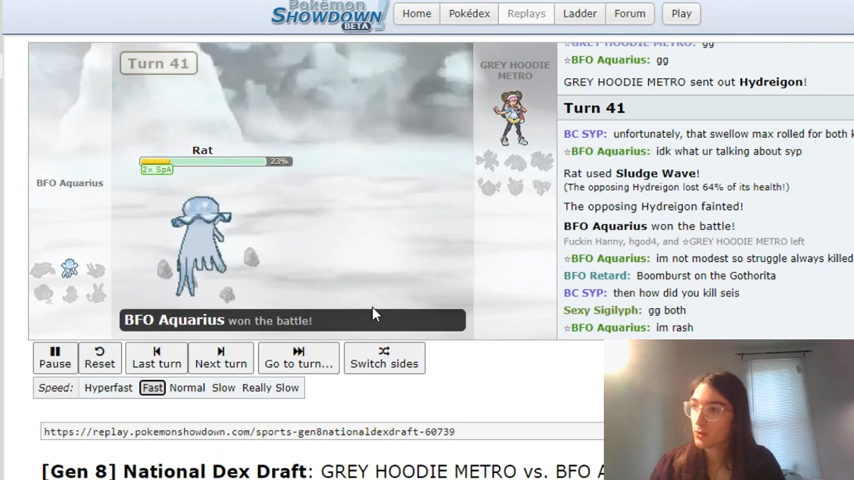 Pokémon
SHOWDOWN
BETA
Home
Pokédex
Replays
Ladder
Forum
Play
Turn 41
BFO Aquarius
Rat
23%
2× SpA
GREY HOODIE
METRO
BFO Aquarius won the battle!
☆GREY HOODIE METRO: gg
☆BFO Aquarius: gg
GREY HOODIE METRO sent out Hydreigon!
Turn 41
BC SYP: unfortunately, that swellow max rolled for both
☆BFO Aquarius: idk what ur talking about syp
Rat used Sludge Wave!
(The opposing Hydreigon lost 64% of its health!)
The opposing Hydreigon fainted!
BFO Aquarius won the battle!
Fuckin Hanny, hgod4, and ☆GREY HOODIE METRO left
☆BFO Aquarius: im not modest so struggle always killed
BFO Retard: Boomburst on the Gothorita
BC SYP: then how did you kill seis
Sexy Sigilyph: gg both
☆BFO Aquarius: im rash
Pause
Reset
Last turn
Next turn
Go to turn...
Switch sides
Speed: Hyperfast Fast Normal Slow Really Slow
https://replay.pokemonshowdown.com/sports-gen8nationaldexdraft-60739
[Gen 8] National Dex Draft: GREY HOODIE METRO vs. BFO